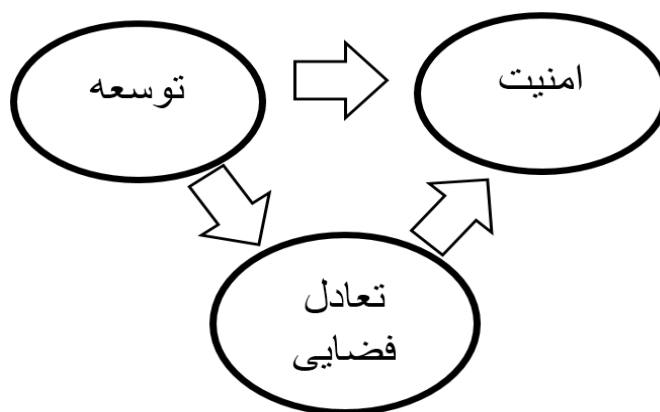 توسعه
امنیت
تعادل
فضایی